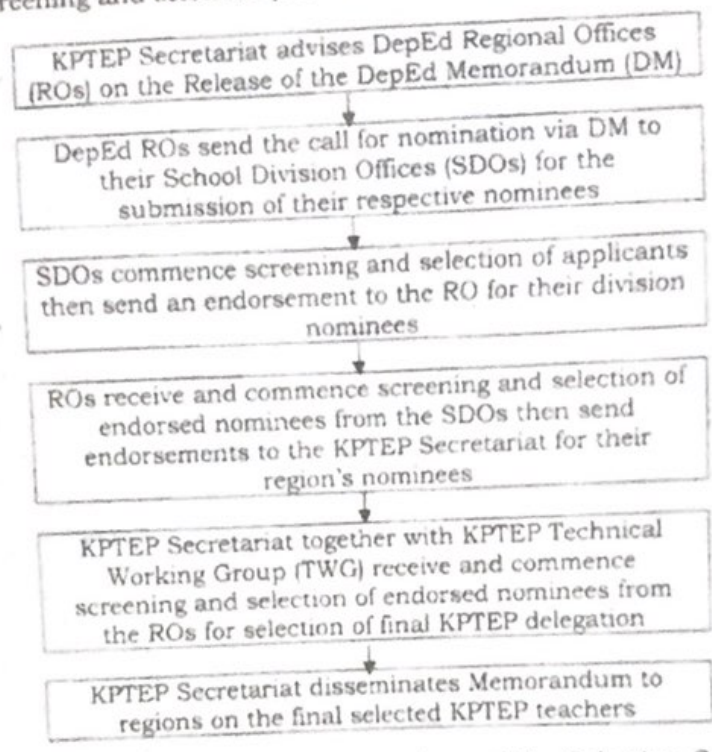 KPTEP Secretariat advises DepEd Regional Offices
(ROs) on the Release of the DepEd Memorandum (DM)
DepEd ROs send the call for nomination via DM to
their School Division Offices (SDOs) for the
submission of their respective nominees
SDOs commence screening and selection of applicants
then send an endorsement to the RO for their division
nominees
ROs receive and commence screening and selection of
endorsed nominees from the SDOs then send
endorsements to the KPTEP Secretariat for their
region's nominees
KPTEP Secretariat together with KPTEP Technical
Working Group (TWG) receive and commence
screening and selection of endorsed nominees from
the ROs for selection of final KPTEP delegation
KPTEP Secretariat disseminates Memorandum to
regions on the final selected KPTEP teachers